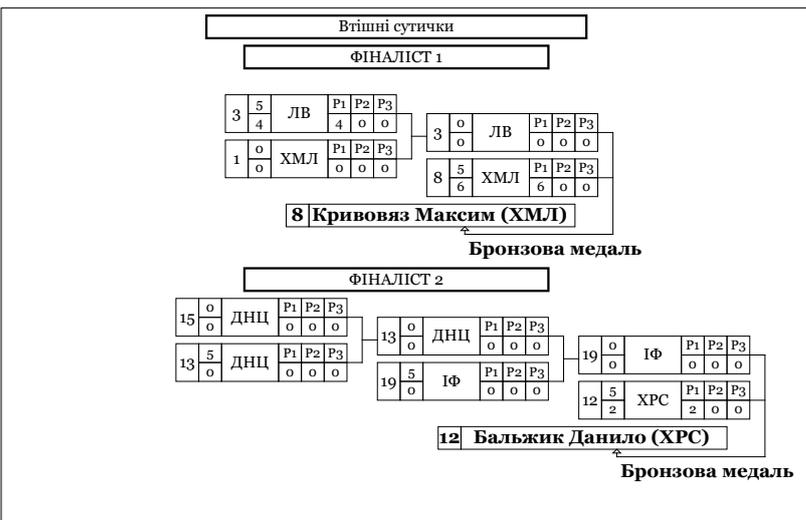 Втішні сутички
ФІНАЛІСТ 1
3 5 ЛВ P1 P2 P3
4 4 0 0
1 0 ХМЛ P1 P2 P3
0 0 0 0
3 0 ЛВ P1 P2 P3
0 0 0 0
8 5 ХМЛ P1 P2 P3
6 6 0 0
8 Кривовяз Максим (ХМЛ)
Бронзова медаль
ФІНАЛІСТ 2
15 0 ДНЦ P1 P2 P3
0 0 0 0
13 5 ДНЦ P1 P2 P3
0 0 0 0
13 0 ДНЦ P1 P2 P3
0 0 0 0
19 5 ІФ P1 P2 P3
0 0 0 0
19 0 ІФ P1 P2 P3
0 0 0 0
12 5 ХРС P1 P2 P3
2 2 0 0
12 Бальжик Данило (ХРС)
Бронзова медаль